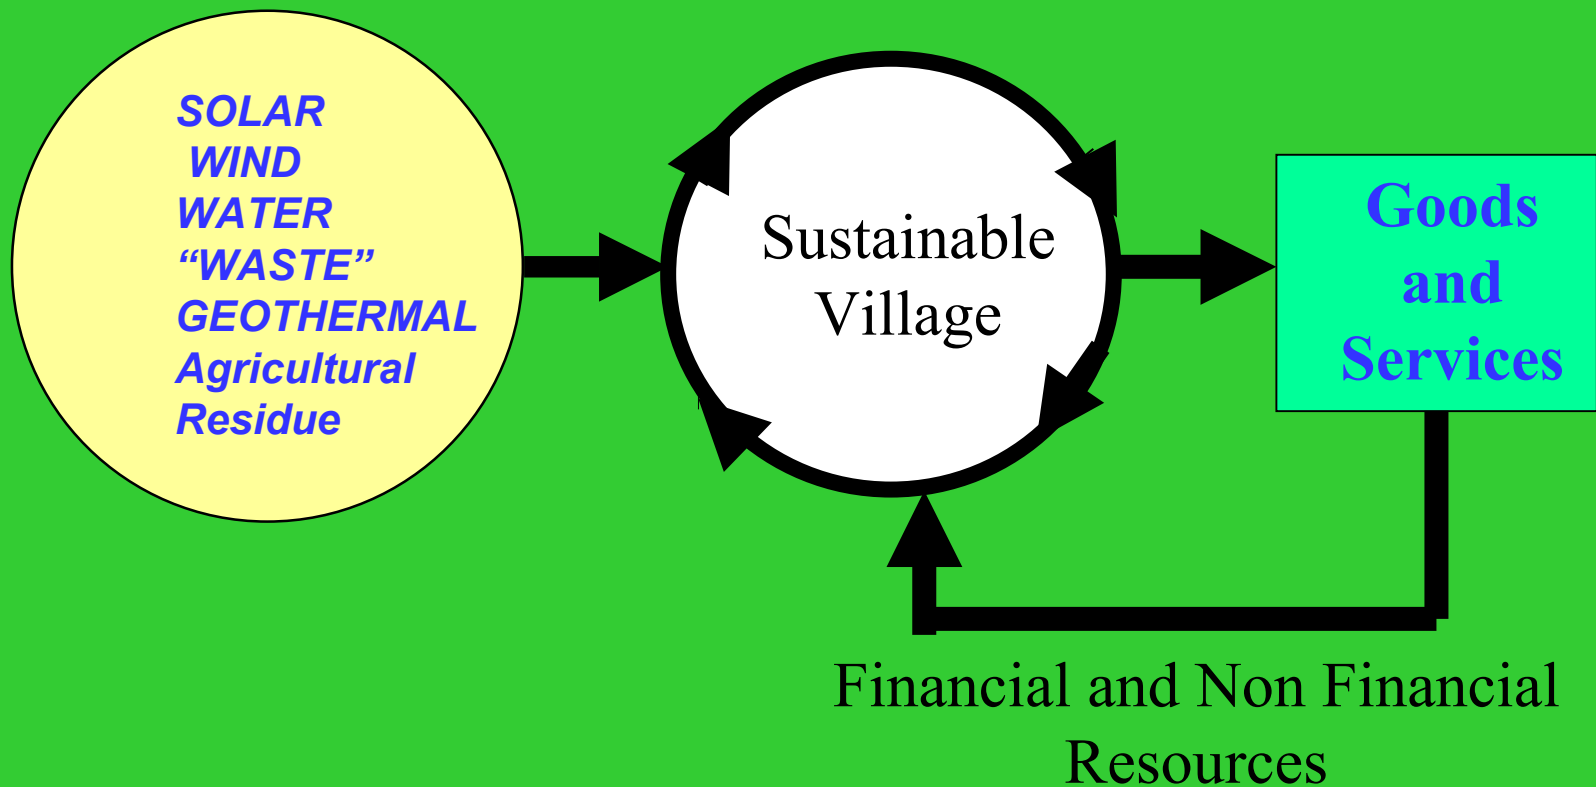 SOLAR
WIND
WATER
“WASTE”
GEOTHERMAL
Agricultural
Residue
Sustainable
Village
Goods
and
Services
Financial and Non Financial
Resources